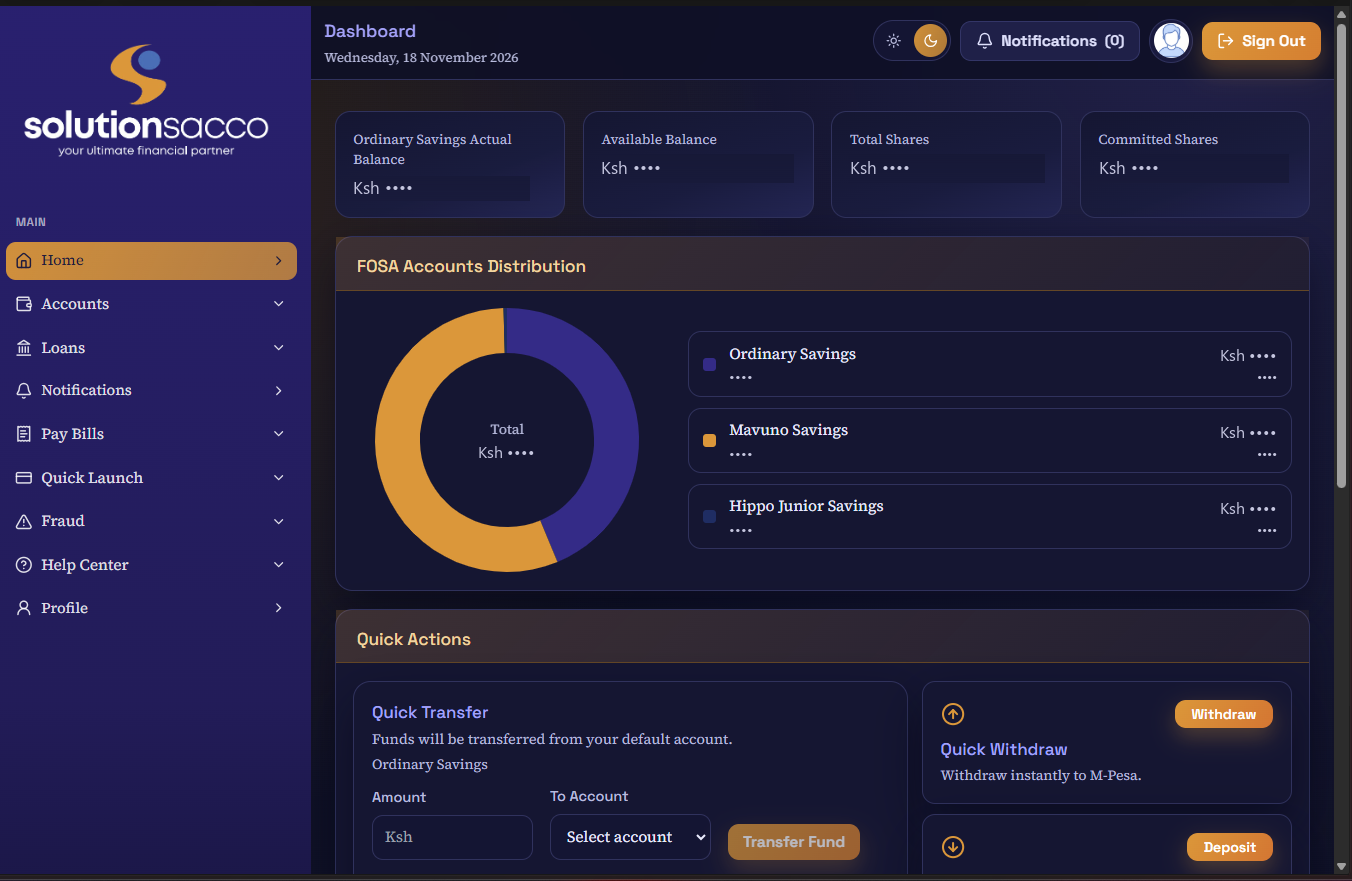 solutionsacco
your ultimate financial partner
MAIN
Home
Accounts
Loans
Notifications
Pay Bills
Quick Launch
Fraud
Help Center
Profile
Dashboard
Wednesday, 18 November 2026
Notifications (0)
Sign Out
Ordinary Savings Actual
Balance
Ksh ••••
Available Balance
Ksh ••••
Total Shares
Ksh ••••
Committed Shares
Ksh ••••
FOSA Accounts Distribution
Total
Ksh ••••
Ordinary Savings
••••
Ksh ••••
••••
Mavuno Savings
••••
Ksh ••••
••••
Hippo Junior Savings
••••
Ksh ••••
••••
Quick Actions
Quick Transfer
Funds will be transferred from your default account.
Ordinary Savings
Amount
Ksh
To Account
Select account
Transfer Fund
Withdraw
Quick Withdraw
Withdraw instantly to M-Pesa.
Deposit